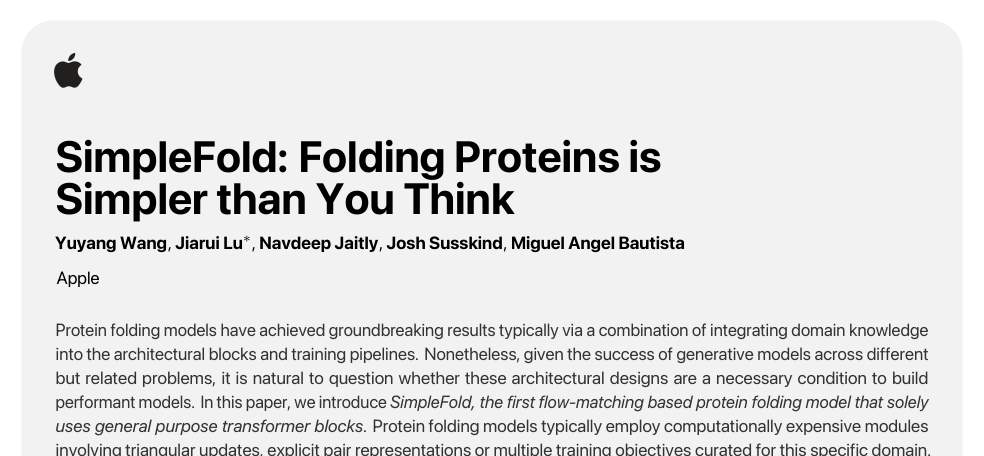 SimpleFold: Folding Proteins is
Simpler than You Think
Yuyang Wang, Jiarui Lu*, Navdeep Jaitly, Josh Susskind, Miguel Angel Bautista
Apple
Protein folding models have achieved groundbreaking results typically via a combination of integrating domain knowledge
into the architectural blocks and training pipelines. Nonetheless, given the success of generative models across different
but related problems, it is natural to question whether these architectural designs are a necessary condition to build
performant models. In this paper, we introduce SimpleFold, the first flow-matching based protein folding model that solely
uses general purpose transformer blocks. Protein folding models typically employ computationally expensive modules
involving triangular updates, explicit pair representations or multiple training objectives curated for this specific domain.